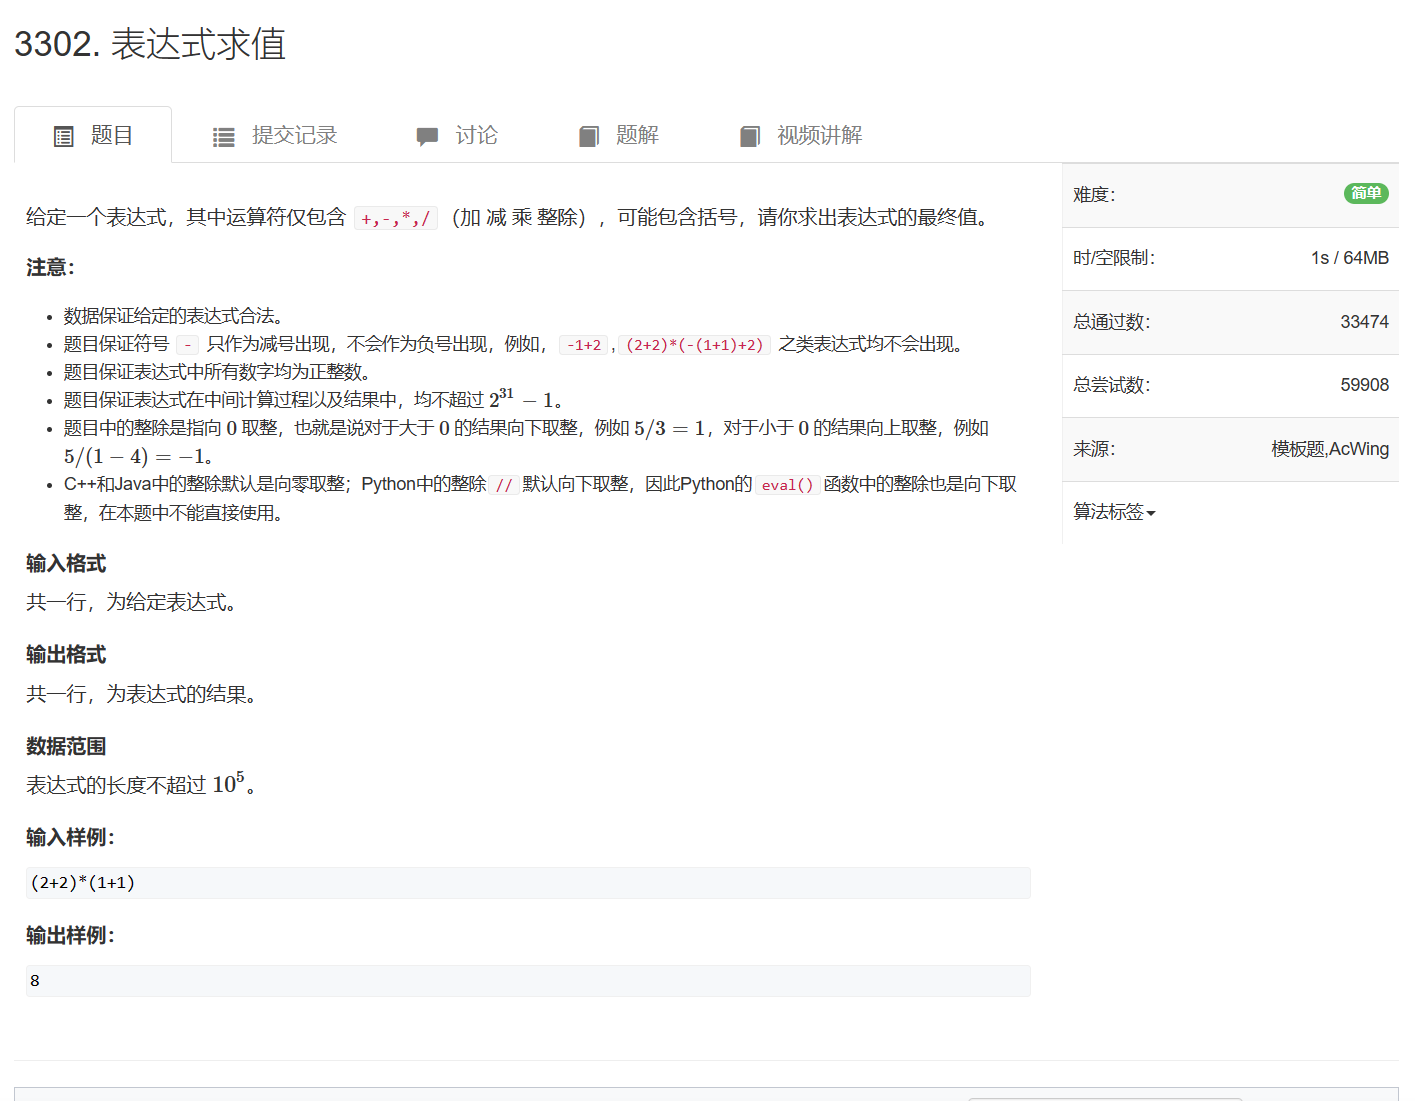 3302. 表达式求值
题目 提交记录 讨论 题解 视频讲解
给定一个表达式，其中运算符仅包含 +,-,*,/ （加 减 乘 整除），可能包含括号，请你求出表达式的最终值。
注意：
• 数据保证给定的表达式合法。
• 题目保证符号 - 只作为减号出现，不会作为负号出现，例如， -1+2 , (2+2)*(-(1+1)+2) 之类表达式均不会出现。
• 题目保证表达式中所有数字均为正整数。
• 题目保证表达式在中间计算过程以及结果中，均不超过 2^31 − 1。
• 题目中的整除是指向 0 取整，也就是说对于大于 0 的结果向下取整，例如 5/3 = 1，对于小于 0 的结果向上取整，例如
5/(1 − 4) = −1。
• C++和Java中的整除默认是向零取整；Python中的整除 // 默认向下取整，因此Python的 eval() 函数中的整除也是向下取
整，在本题中不能直接使用。
输入格式
共一行，为给定表达式。
输出格式
共一行，为表达式的结果。
数据范围
表达式的长度不超过 10^5。
输入样例：
(2+2)*(1+1)
输出样例：
8
难度： 简单
时/空限制： 1s / 64MB
总通过数： 33474
总尝试数： 59908
来源： 模板题,AcWing
算法标签